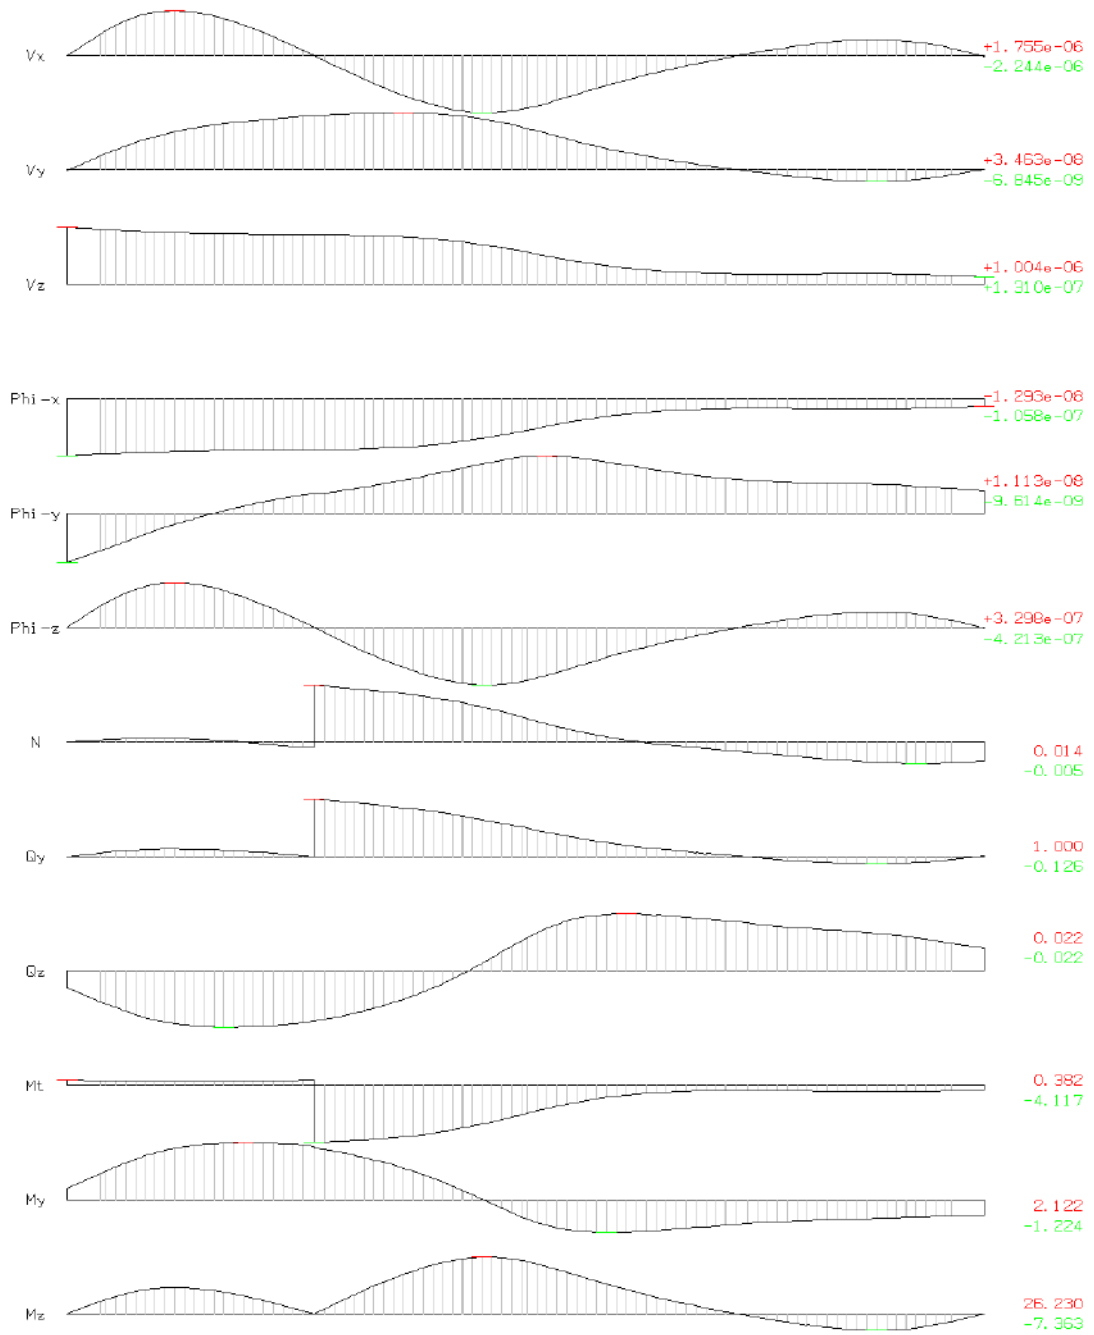 Vx
+1.755e-06
-2.244e-06
Vy
+3.463e-08
-6.845e-09
Vz
+1.004e-06
+1.310e-07
Phi-x
-1.293e-08
-1.058e-07
Phi-y
+1.113e-08
-9.614e-09
Phi-z
+3.298e-07
-4.213e-07
N
0.014
-0.005
Qy
1.000
-0.126
Qz
0.022
-0.022
Mt
0.382
-4.117
My
2.122
-1.224
Mz
26.230
-7.363